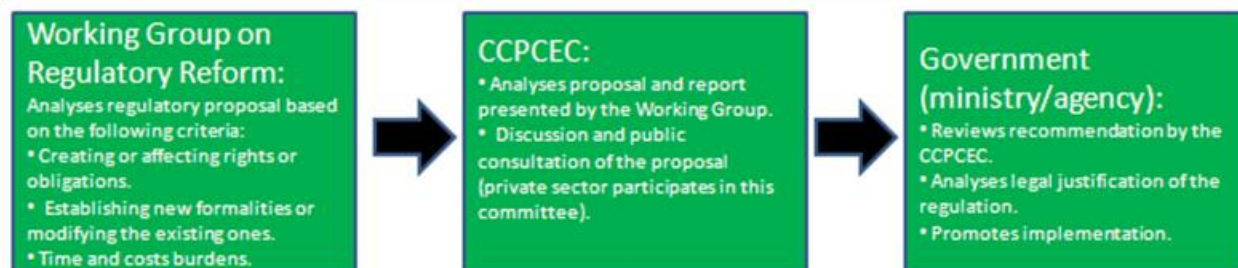 Working Group on
Regulatory Reform:
Analyses regulatory proposal based
on the following criteria:
• Creating or affecting rights or
obligations.
• Establishing new formalities or
modifying the existing ones.
• Time and costs burdens.
CCPCEC:
• Analyses proposal and report
presented by the Working Group.
• Discussion and public
consultation of the proposal
(private sector participates in this
committee).
Government
(ministry/agency):
• Reviews recommendation by the
CCPCEC.
• Analyses legal justification of the
regulation.
• Promotes implementation.